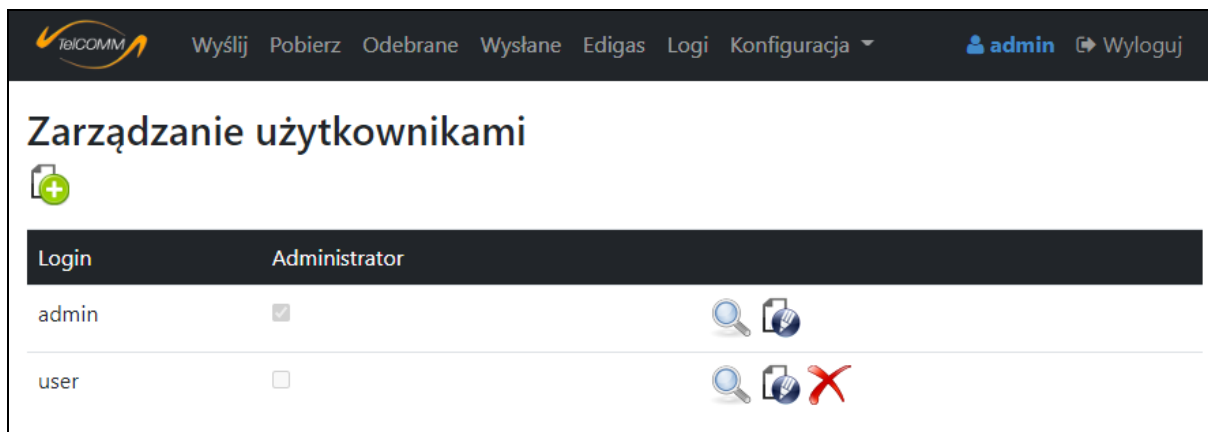 TelCOMM Wyślij Pobierz Odebrane Wysłane Edigas Logi Konfiguracja admin Wyloguj
Zarządzanie użytkownikami
Login Administrator
admin
user